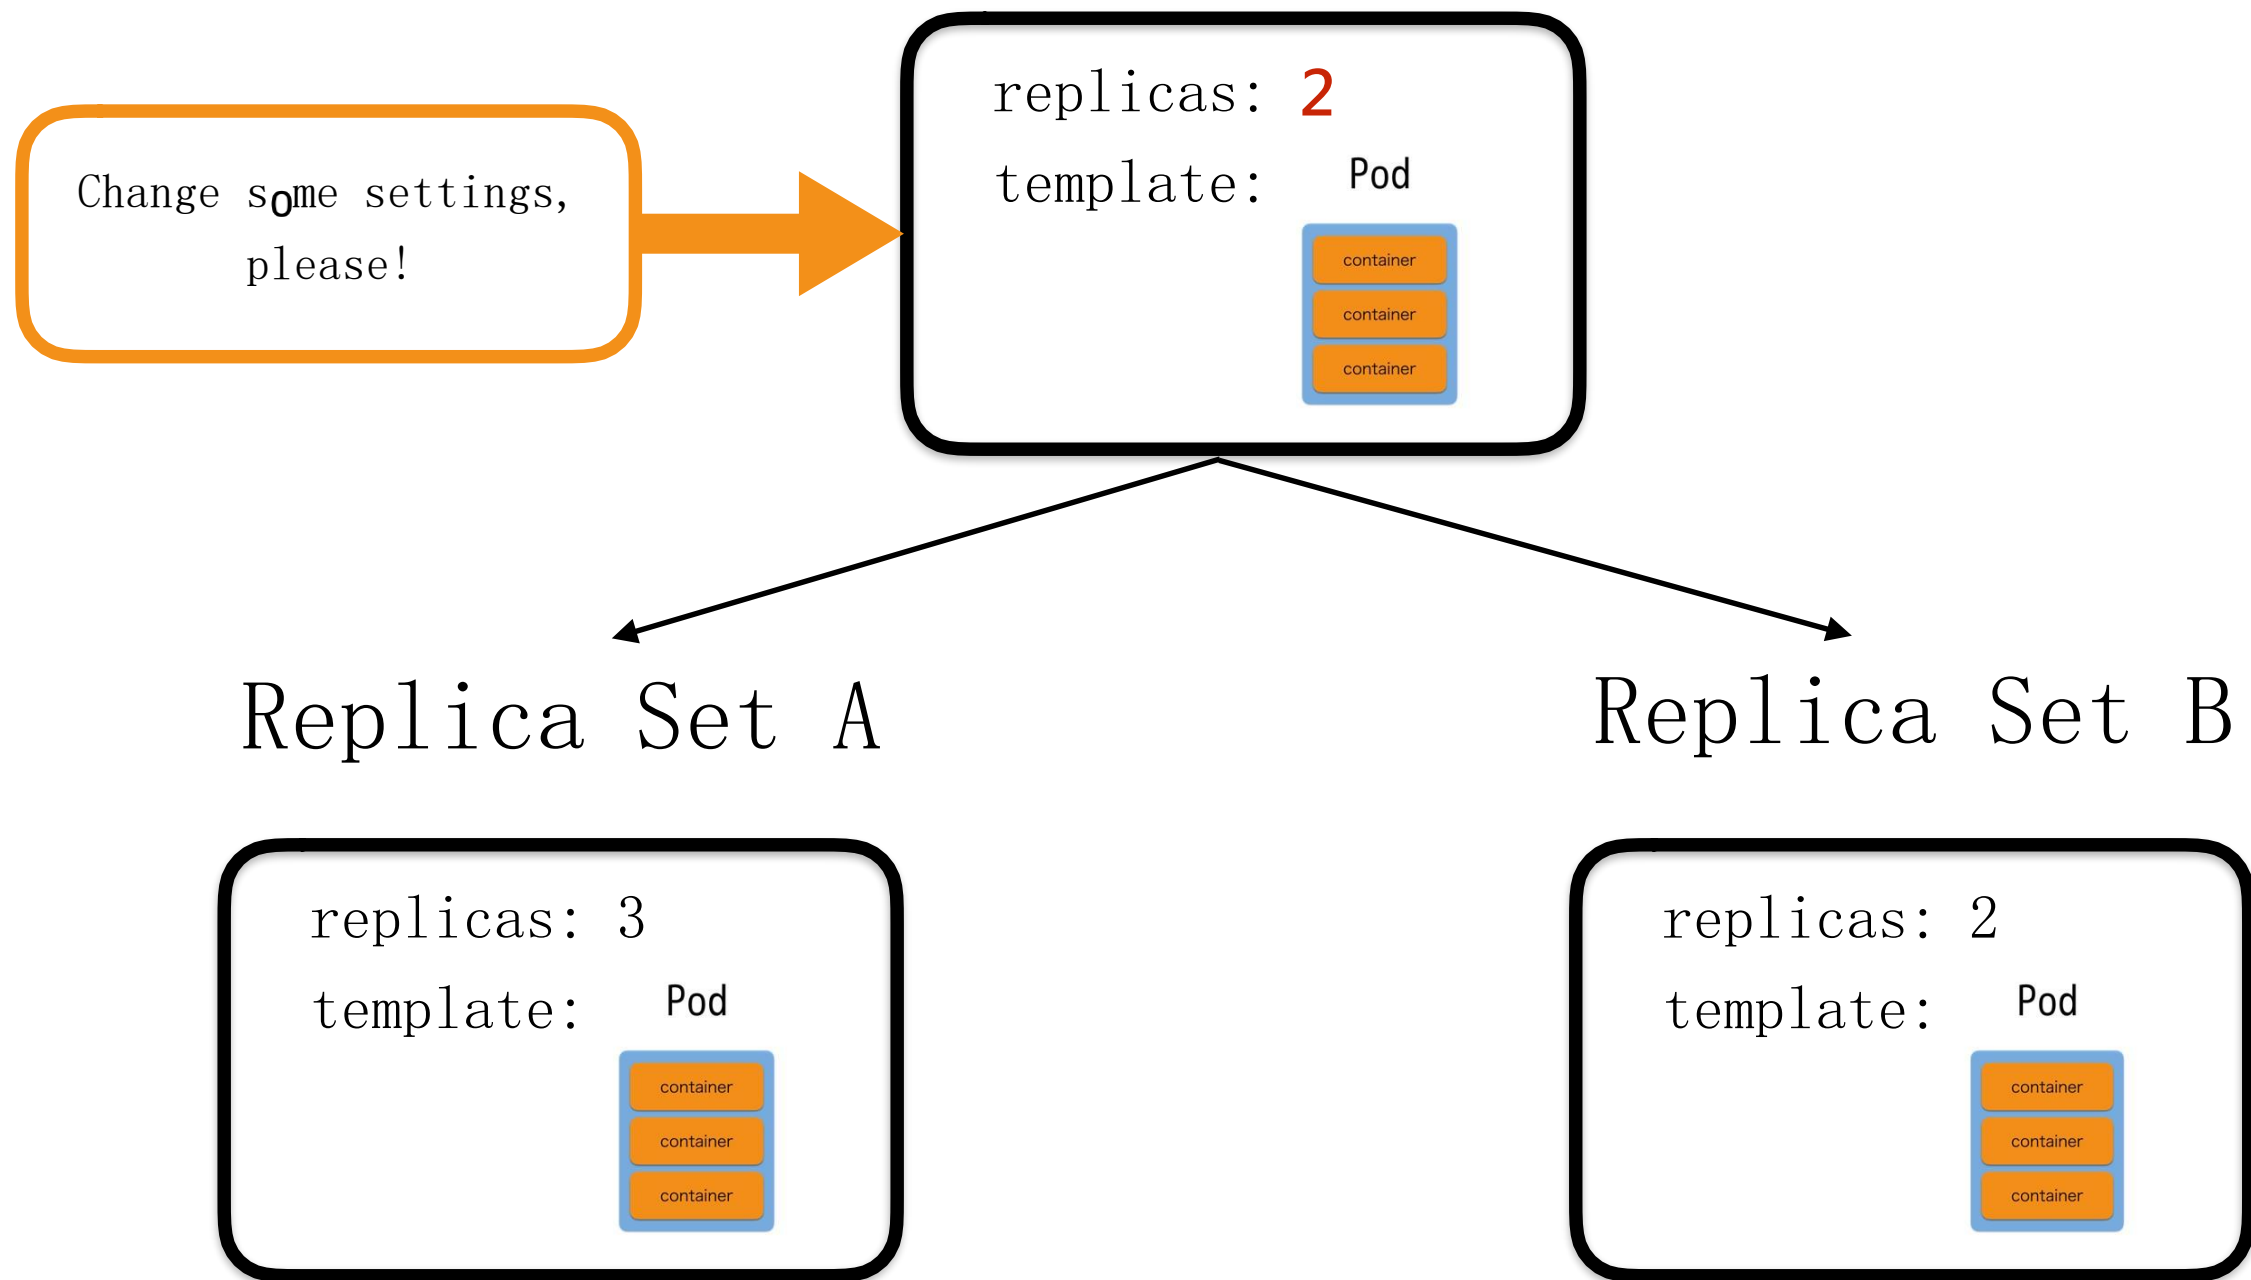 replicas: 2
template: Pod
container
container
container
Change some settings,
please!
Replica Set A
replicas: 3
template: Pod
container
container
container
Replica Set B
replicas: 2
template: Pod
container
container
container